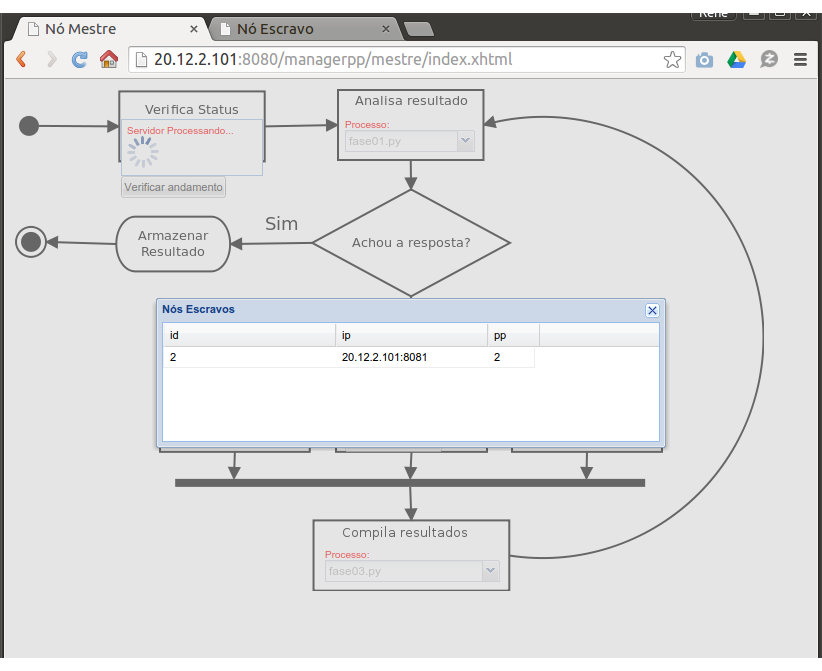 Nó Mestre
Nó Escravo
Rene
20.12.2.101:8080/managerpp/mestre/index.xhtml
Verifica Status
Servidor Processando...
Verificar andamento
Analisa resultado
Processo:
fase01.py
Armazenar
Resultado
Sim
Achou a resposta?
Nós Escravos
id ip pp
2 20.12.2.101:8081 2
Compila resultados
Processo:
fase03.py